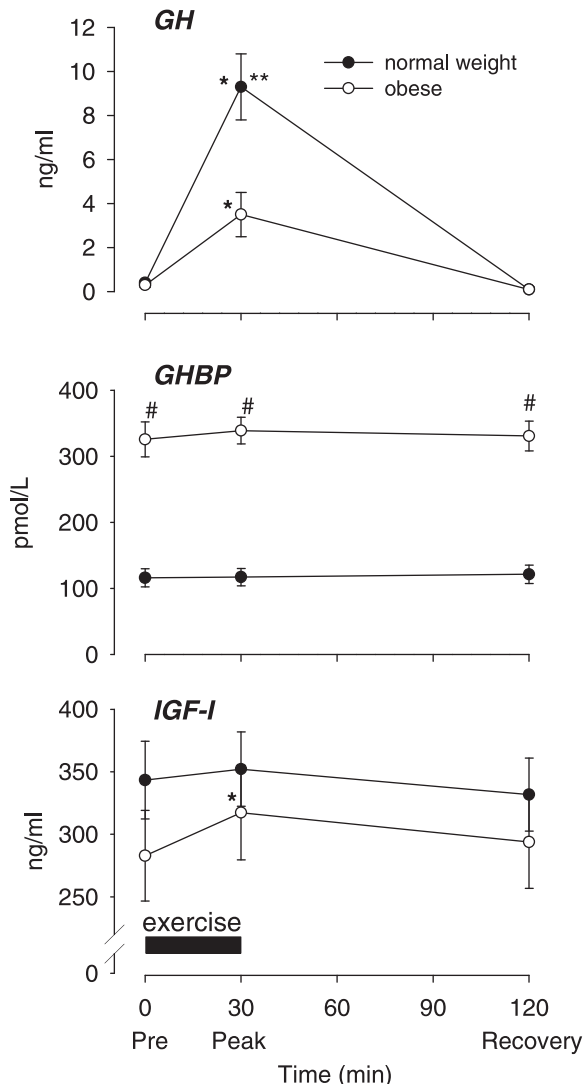 GH
12
10
8
6
4
2
0
ng/ml
* **
*
normal weight
obese
GHBP
400
300
200
100
0
pmol/L
# # #
IGF-I
400
350
300
250
0
ng/ml
*
exercise
0 30 60 90 120
Pre Peak Recovery
Time (min)